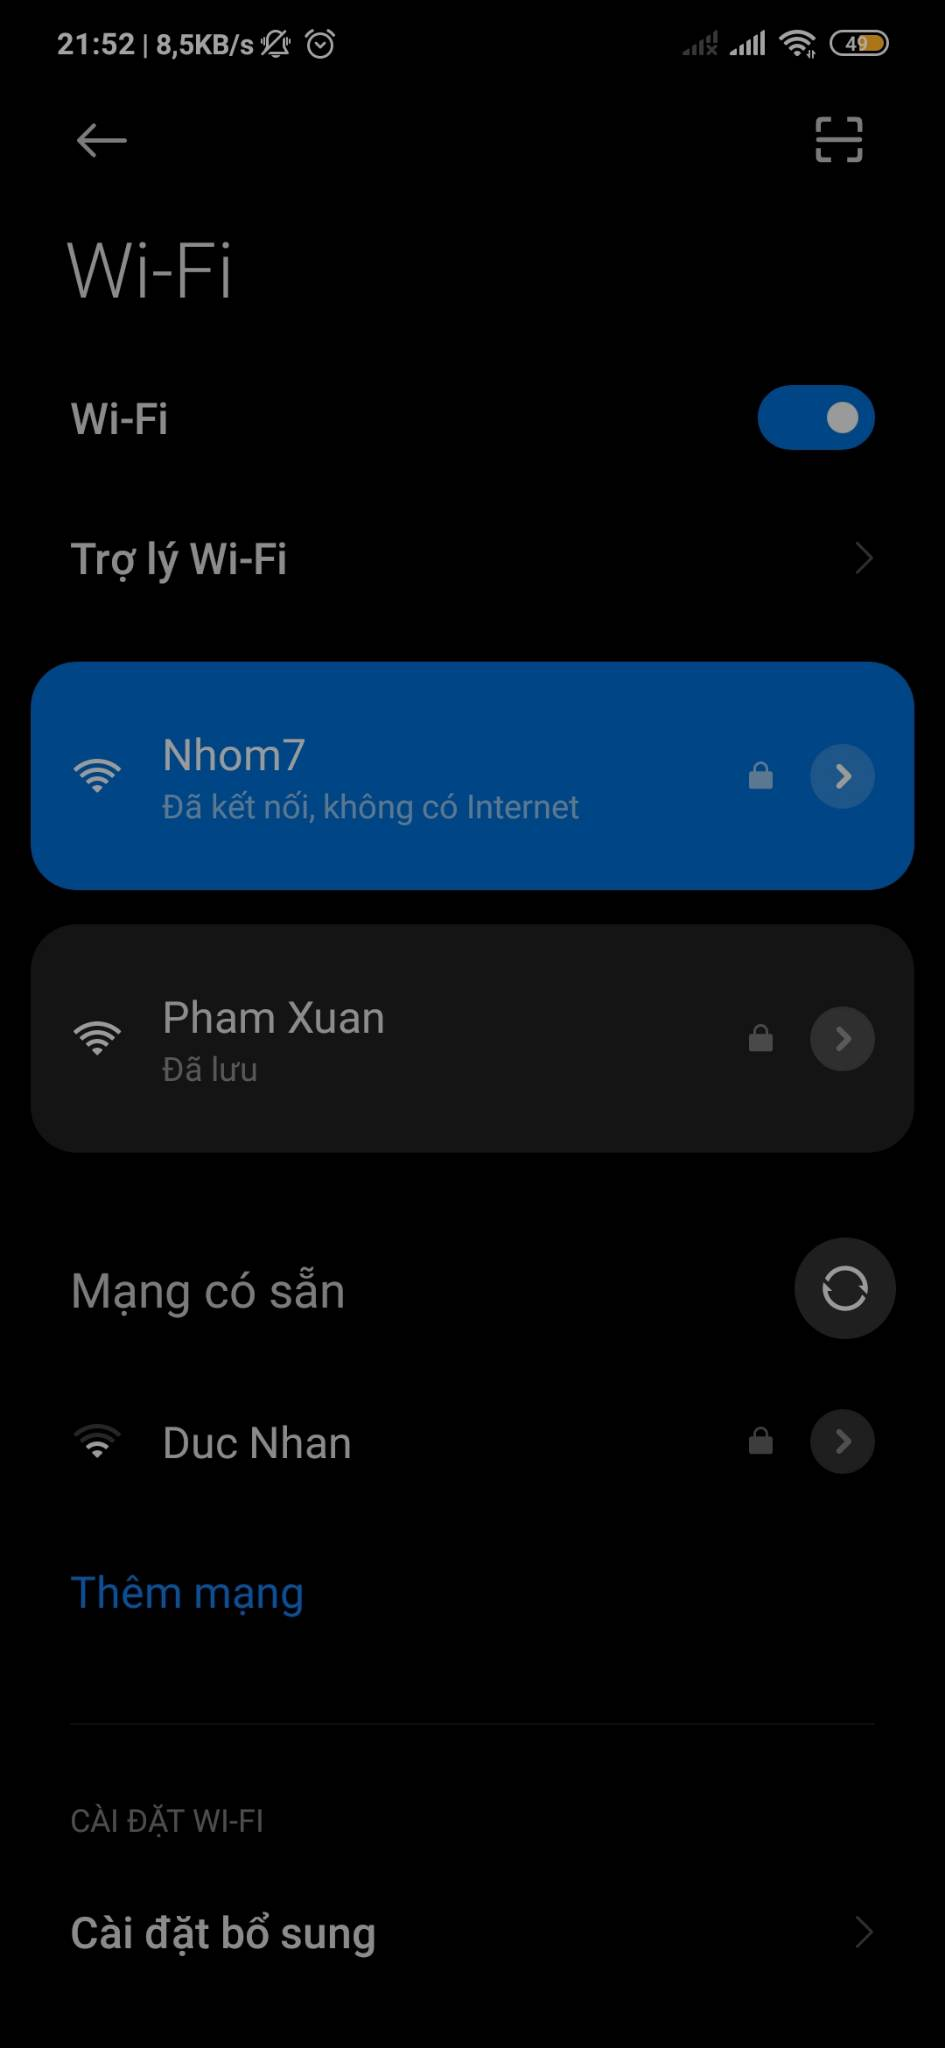 21:52 | 8,5KB/s
49
Wi-Fi
Wi-Fi
Trợ lý Wi-Fi
Nhom7
Đã kết nối, không có Internet
Pham Xuan
Đã lưu
Mạng có sẵn
Duc Nhan
Thêm mạng
CÀI ĐẶT WI-FI
Cài đặt bổ sung